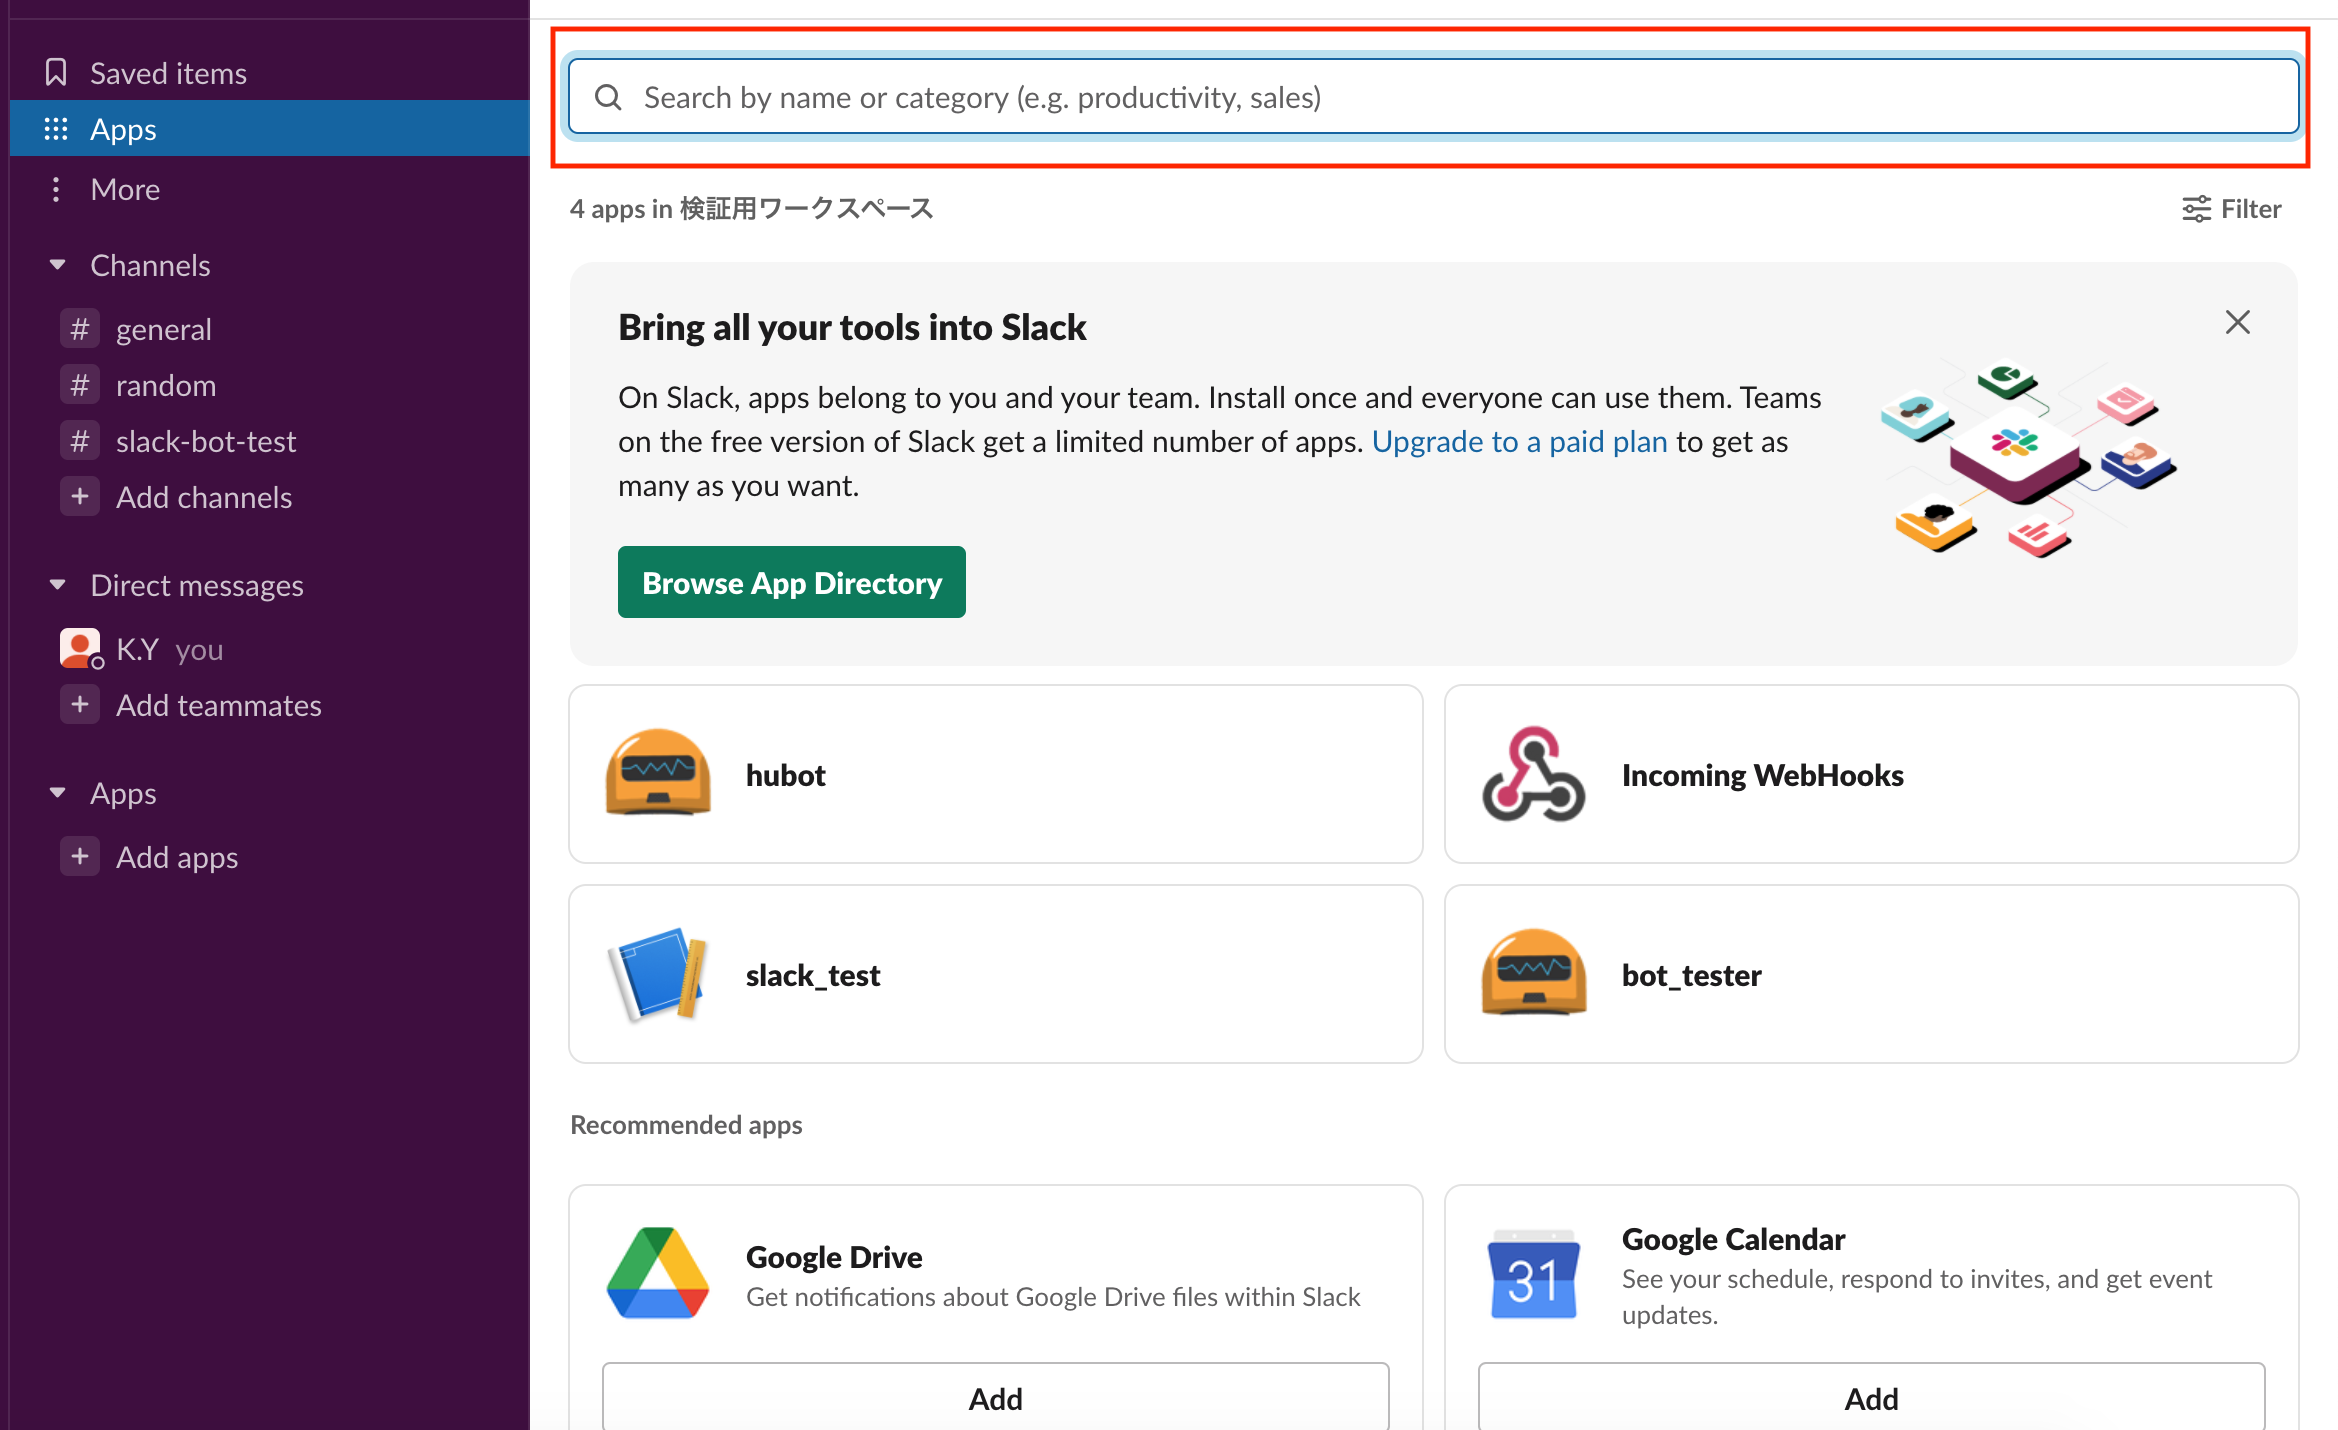 Saved items
Apps
More
Channels
# general
# random
# slack-bot-test
+ Add channels
Direct messages
K.Y you
+ Add teammates
Apps
+ Add apps
Search by name or category (e.g. productivity, sales)
4 apps in 検証用ワークスペース
Filter
Bring all your tools into Slack
On Slack, apps belong to you and your team. Install once and everyone can use them. Teams
on the free version of Slack get a limited number of apps. Upgrade to a paid plan to get as
many as you want.
Browse App Directory
hubot
Incoming WebHooks
slack_test
bot_tester
Recommended apps
Google Drive
Get notifications about Google Drive files within Slack
Add
31
Google Calendar
See your schedule, respond to invites, and get event
updates.
Add